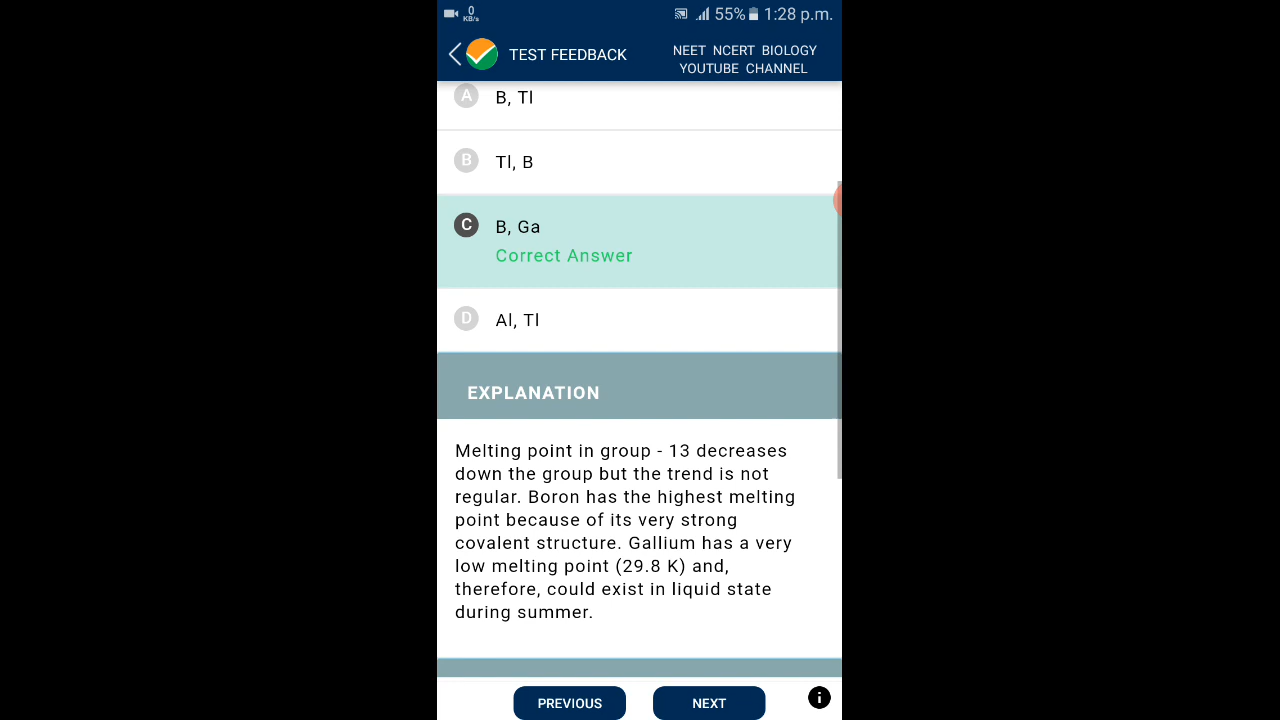 0
KB/s
55% 1:28 p.m.
TEST FEEDBACK
NEET NCERT BIOLOGY
YOUTUBE CHANNEL
A B, Tl
B Tl, B
C B, Ga
Correct Answer
D Al, Tl
EXPLANATION
Melting point in group - 13 decreases
down the group but the trend is not
regular. Boron has the highest melting
point because of its very strong
covalent structure. Gallium has a very
low melting point (29.8 K) and,
therefore, could exist in liquid state
during summer.
PREVIOUS
NEXT
i